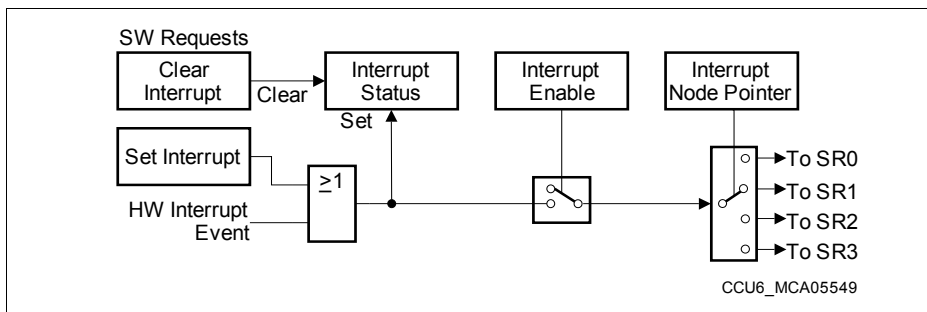 SW Requests
Clear
Interrupt
Clear
Interrupt
Status
Set
Interrupt
Enable
Interrupt
Node Pointer
Set Interrupt
≥1
HW Interrupt
Event
To SR0
To SR1
To SR2
To SR3
CCU6_MCA05549